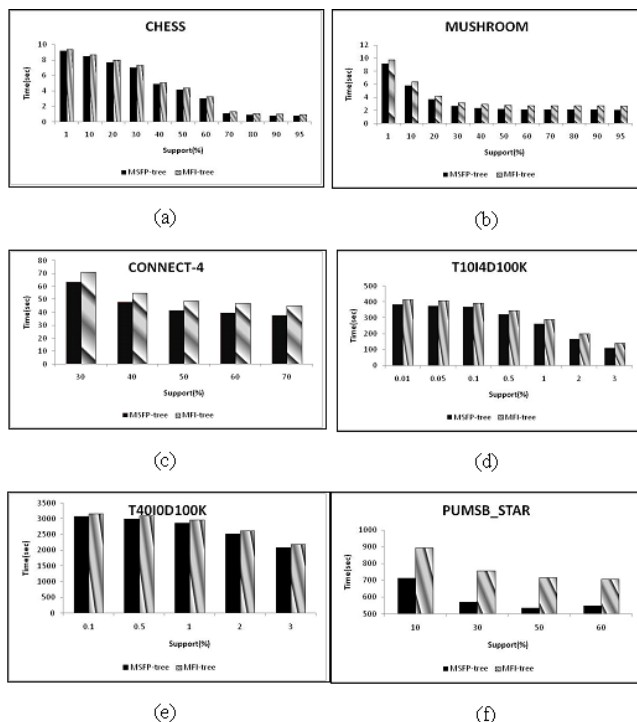 CHESS
10
8
6
4
2
0
Time(sec)
1 10 20 30 40 50 60 70 80 90 95
Support(%)
MSFP-tree MFI-tree
(a)
MUSHROOM
12
10
8
6
4
2
0
Time(sec)
1 10 20 30 40 50 60 70 80 90 95
Support(%)
MSFP-tree MFI-tree
(b)
CONNECT-4
80
70
60
50
40
30
20
10
0
Time(sec)
30 40 50 60 70
Support(%)
MSFP-tree MFI-tree
(c)
T10I4D100K
500
400
300
200
100
0
Time(sec)
0.01 0.05 0.1 0.5 1 2 3
Support(%)
MSFP-tree MFI-tree
(d)
T40I0D100K
3500
3000
2500
2000
1500
1000
500
0
Time(sec)
0.1 0.5 1 2 3
Support(%)
MSFP-tree MFI-tree
(e)
PUMSB_STAR
1000
900
800
700
600
500
Time(sec)
10 30 50 60
Support(%)
MSFP-tree MFI-tree
(f)